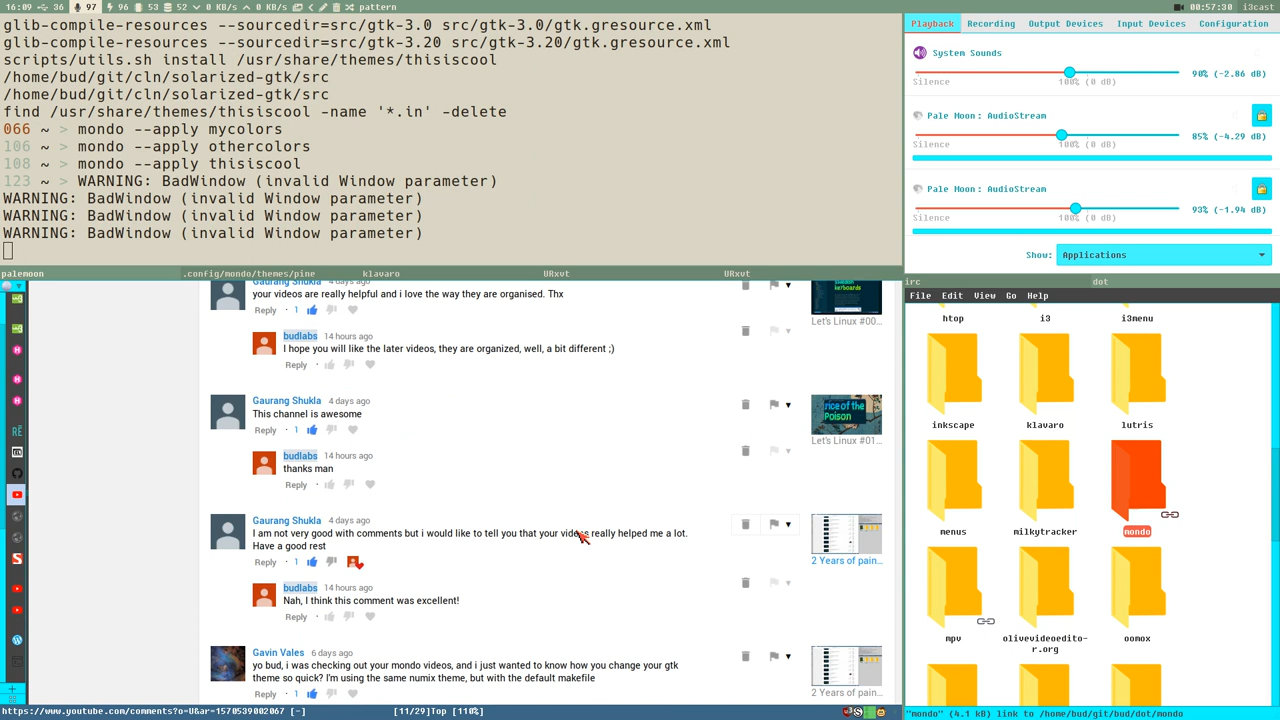 16:09 36 97 96 53 52 0 KB/s 0 KB/s pattern 00:57:30 i3cast
glib-compile-resources --sourcedir=src/gtk-3.0 src/gtk-3.0/gtk.gresource.xml
glib-compile-resources --sourcedir=src/gtk-3.20 src/gtk-3.20/gtk.gresource.xml
scripts/utils.sh install /usr/share/themes/thisiscool
/home/bud/git/cln/solarized-gtk/src
/home/bud/git/cln/solarized-gtk/src
find /usr/share/themes/thisiscool -name '*.in' -delete
066 ~ > mondo --apply mycolors
106 ~ > mondo --apply othercolors
108 ~ > mondo --apply thisiscool
123 ~ > WARNING: BadWindow (invalid Window parameter)
WARNING: BadWindow (invalid Window parameter)
WARNING: BadWindow (invalid Window parameter)
WARNING: BadWindow (invalid Window parameter)
Playback Recording Output Devices Input Devices Configuration
System Sounds
90% (-2.86 dB)
Silence 100% (0 dB)
Pale Moon: AudioStream
85% (-4.29 dB)
Silence 100% (0 dB)
Pale Moon: AudioStream
93% (-1.94 dB)
Silence 100% (0 dB)
Show: Applications
palemoon .config/mondo/themes/pine klavaro URxvt URxvt
Gaurang Shukla 4 days ago
your videos are really helpful and i love the way they are organised. Thx
Reply · 1
Let's Linux #00...
budlabs 14 hours ago
I hope you will like the later videos, they are organized, well, a bit different ;)
Reply ·
Gaurang Shukla 4 days ago
This channel is awesome
Reply · 1
rice of the
Poison
Let's Linux #01...
budlabs 14 hours ago
thanks man
Reply ·
Gaurang Shukla 4 days ago
I am not very good with comments but i would like to tell you that your videos really helped me a lot.
Have a good rest
Reply · 1
2 Years of pain...
budlabs 14 hours ago
Nah, I think this comment was excellent!
Reply ·
Gavin Vales 6 days ago
yo bud, i was checking out your mondo videos, and i just wanted to know how you change your gtk
theme so quick? I'm using the same numix theme, but with the default makefile
Reply · 1
2 Years of pain...
https://www.youtube.com/comments?o=U&ar=1570539002067 [-] [11/29]Top [110%]
irc dot
File Edit View Go Help
htop i3 i3menu
inkscape klavaro lutris
menus milkytracker mondo
mpv olivevideoedito-
r.org oomox
"mondo" (4.1 kB) link to /home/bud/git/bud/dot/mondo